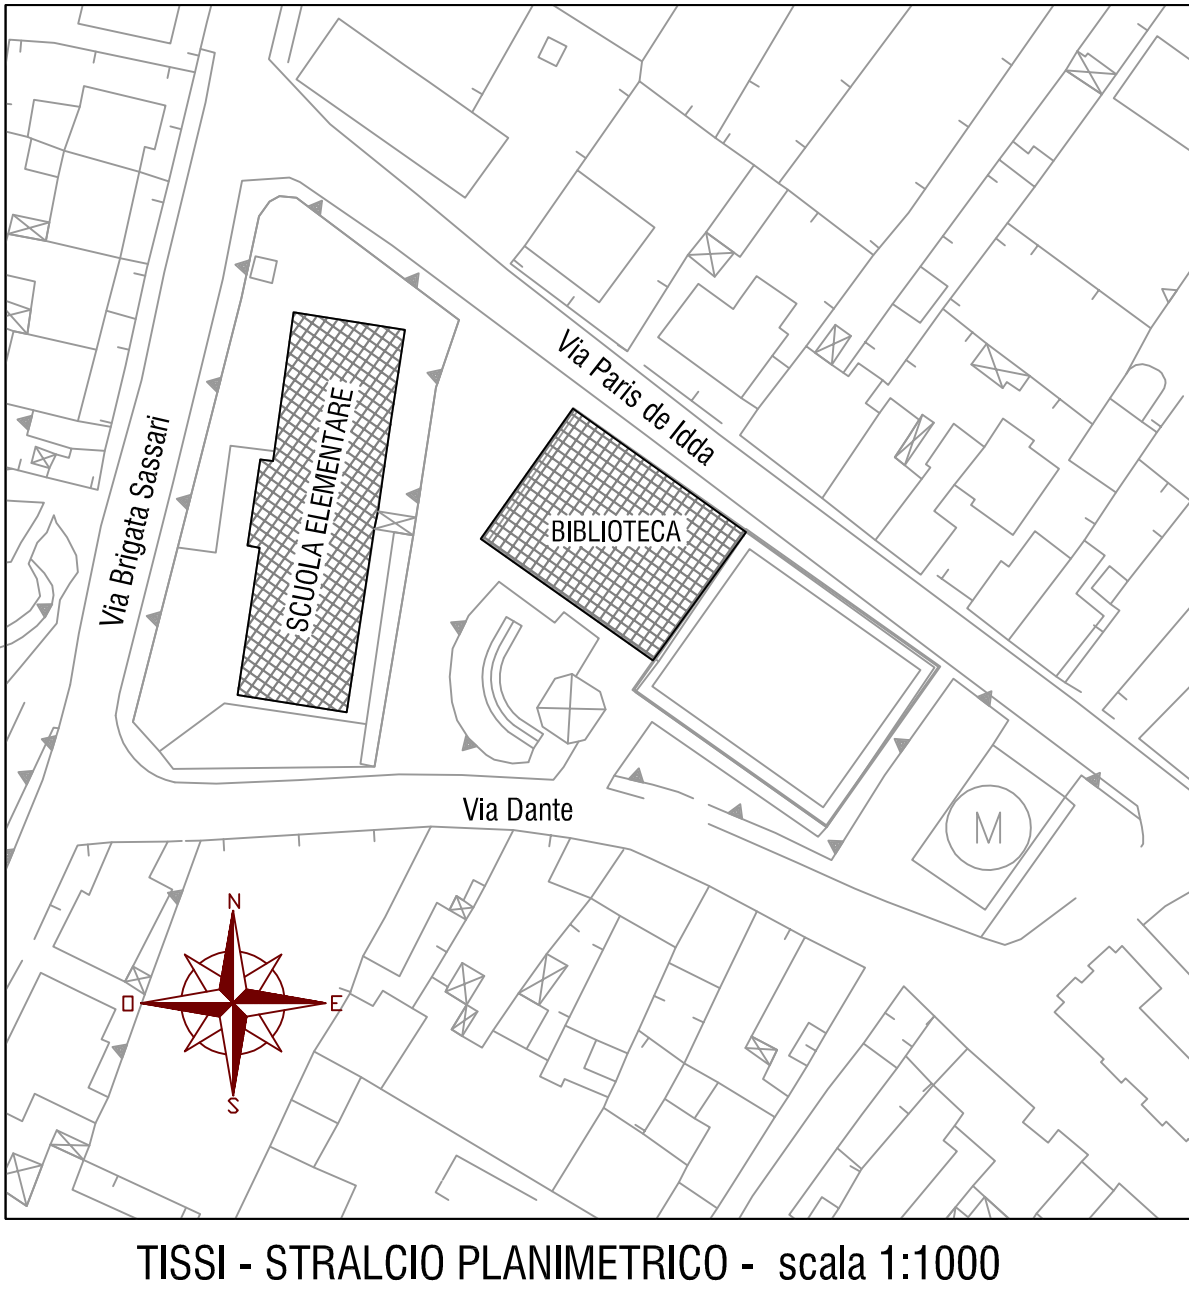 Via Paris de Idda
SCUOLA ELEMENTARE
Via Brigata Sassari
BIBLIOTECA
Via Dante
M
N
O
E
S
TISSI - STRALCIO PLANIMETRICO - scala 1:1000